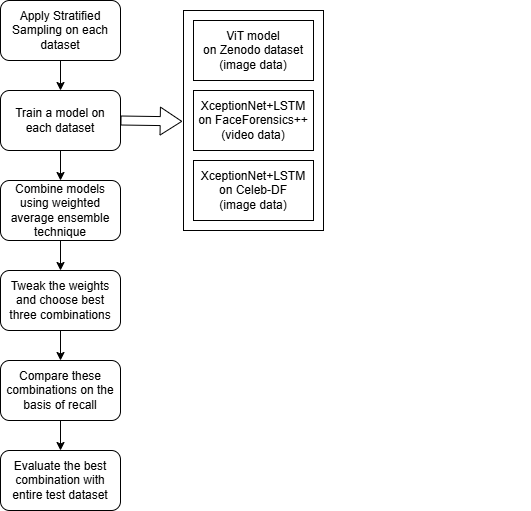 Apply Stratified
Sampling on each
dataset
Train a model on
each dataset
ViT model
on Zenodo dataset
(image data)
XceptionNet+LSTM
on FaceForensics++
(video data)
XceptionNet+LSTM
on Celeb-DF
(image data)
Combine models
using weighted
average ensemble
technique
Tweak the weights
and choose best
three combinations
Compare these
combinations on the
basis of recall
Evaluate the best
combination with
entire test dataset